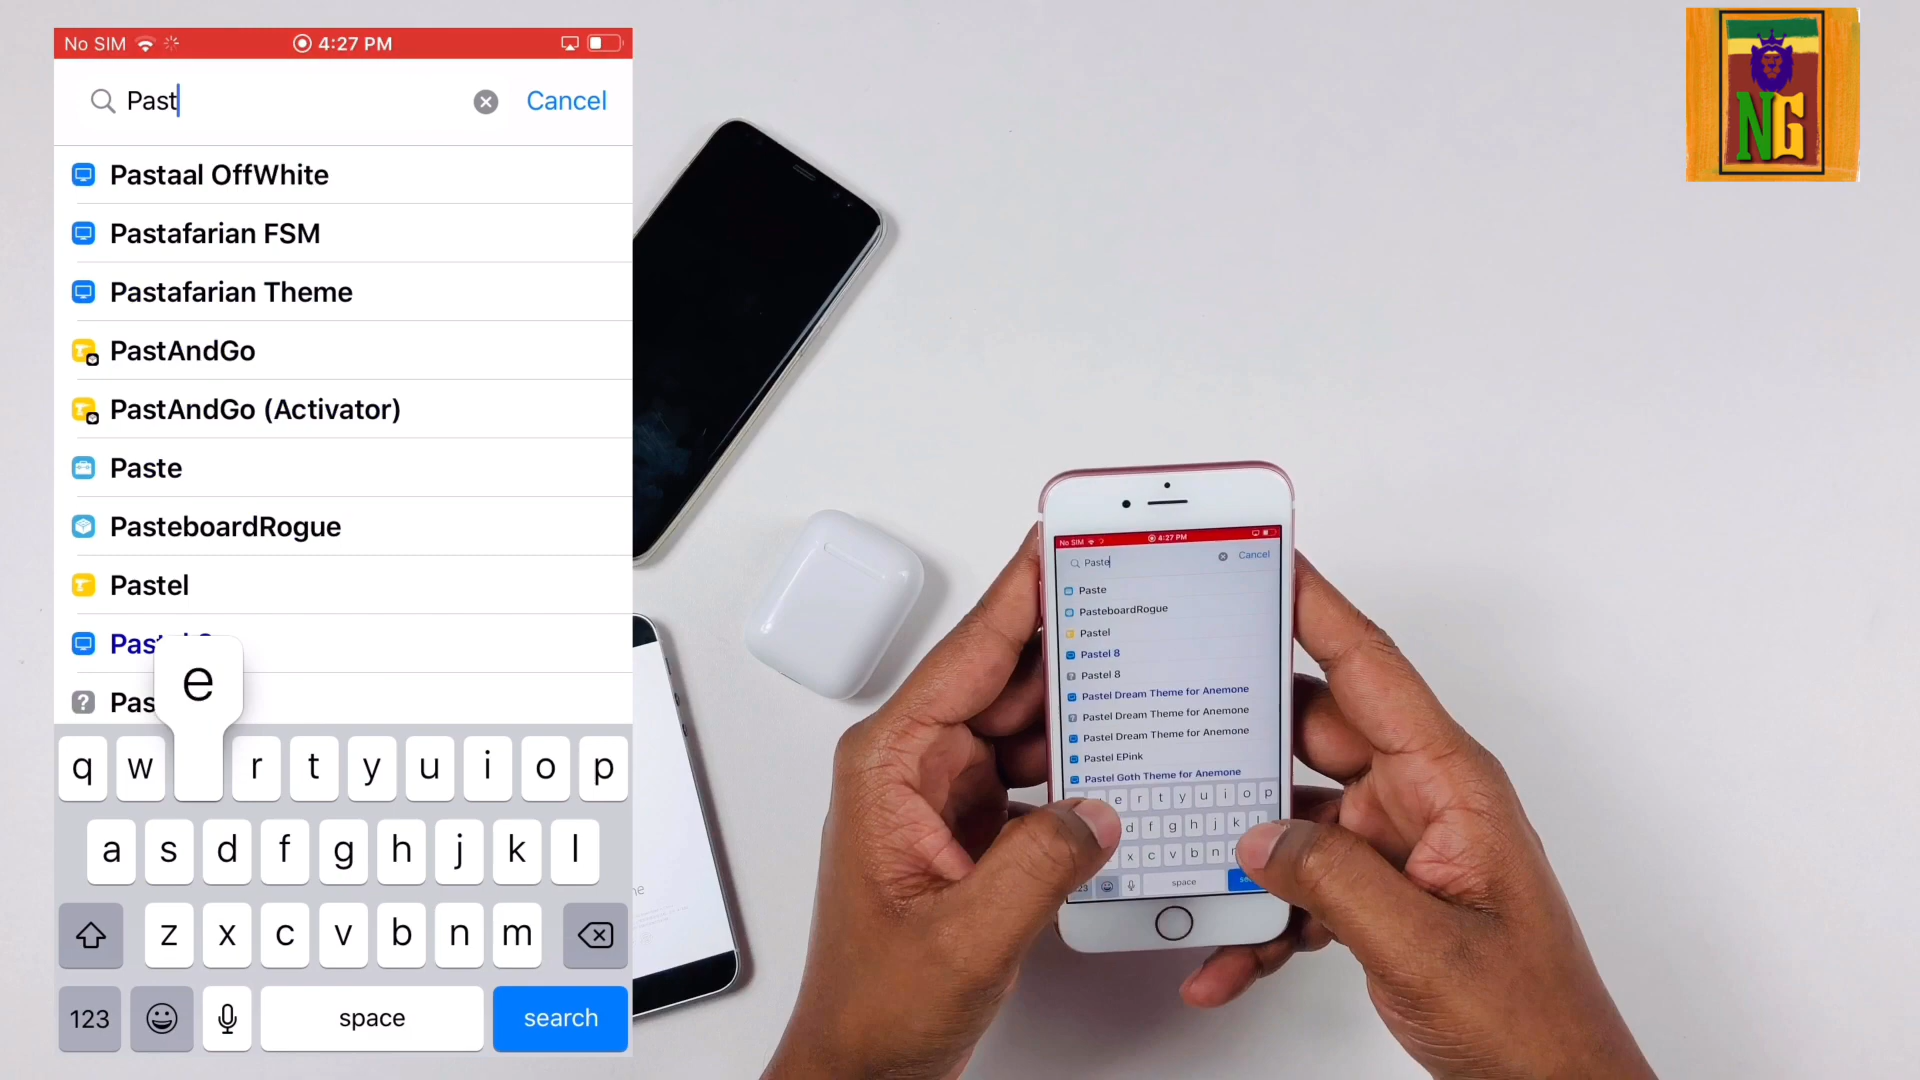 No SIM 4:27 PM
Past
Cancel
Pastaal OffWhite
Pastafarian FSM
Pastafarian Theme
PastAndGo
PastAndGo (Activator)
Paste
PasteboardRogue
Pastel
e
q w r t y u i o p
a s d f g h j k l
z x c v b n m
123 space search
NG
No SIM 4:27 PM
Paste
Cancel
Paste
PasteboardRogue
Pastel
Pastel 8
Pastel 8
Pastel Dream Theme for Anemone
Pastel Dream Theme for Anemone
Pastel Dream Theme for Anemone
Pastel EPink
Pastel Goth Theme for Anemone
e r t y u i o p
d f g h j k l
x c v b n
space